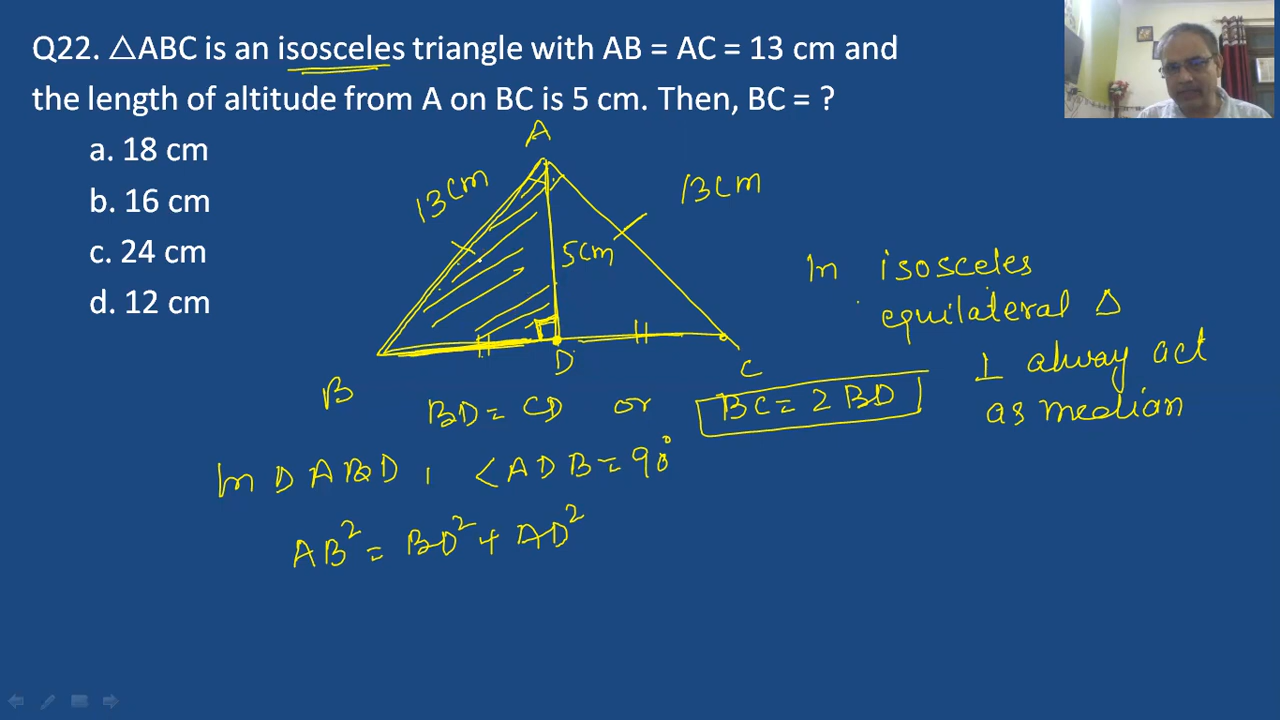 Q22. △ABC is an isosceles triangle with AB = AC = 13 cm and
the length of altitude from A on BC is 5 cm. Then, BC = ?
a. 18 cm
b. 16 cm
c. 24 cm
d. 12 cm
A
13cm
13cm
5cm
B
D
C
In isosceles
equilateral Δ
⊥ alway act
as median
BD = CD or BC = 2 BD
In Δ ABD, <ADB = 90°
AB² = BD² + AD²